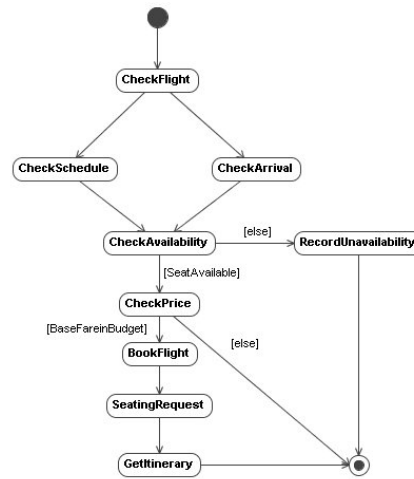 CheckFlight
CheckSchedule
CheckArrival
CheckAvailability
[else]
RecordUnavailability
[SeatAvailable]
CheckPrice
[BaseFareinBudget]
[else]
BookFlight
SeatingRequest
GetItinerary